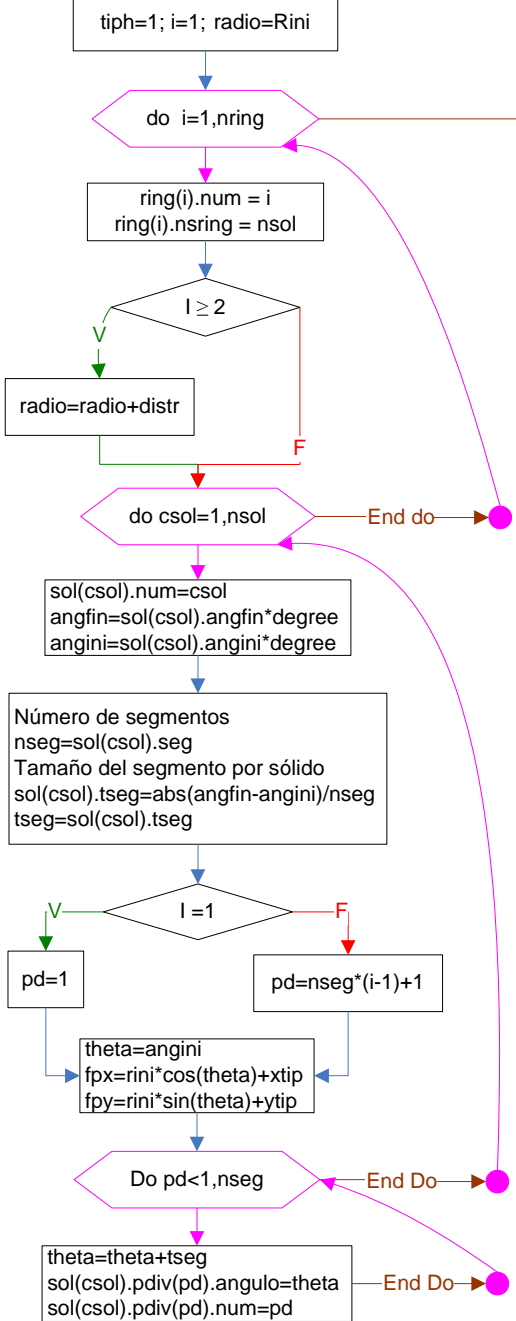 tiph=1; i=1; radio=Rini
do i=1,nring
ring(i).num = i
ring(i).nsring = nsol
I ≥ 2
V
radio=radio+distr
F
do csol=1,nsol
End do
sol(csol).num=csol
angfin=sol(csol).angfin*degree
angini=sol(csol).angini*degree
Número de segmentos
nseg=sol(csol).seg
Tamaño del segmento por sólido
sol(csol).tseg=abs(angfin-angini)/nseg
tseg=sol(csol).tseg
I =1
V
F
pd=1
pd=nseg*(i-1)+1
theta=angini
fpx=rini*cos(theta)+xtip
fpy=rini*sin(theta)+ytip
Do pd<1,nseg
End Do
theta=theta+tseg
sol(csol).pdiv(pd).angulo=theta
sol(csol).pdiv(pd).num=pd
End Do